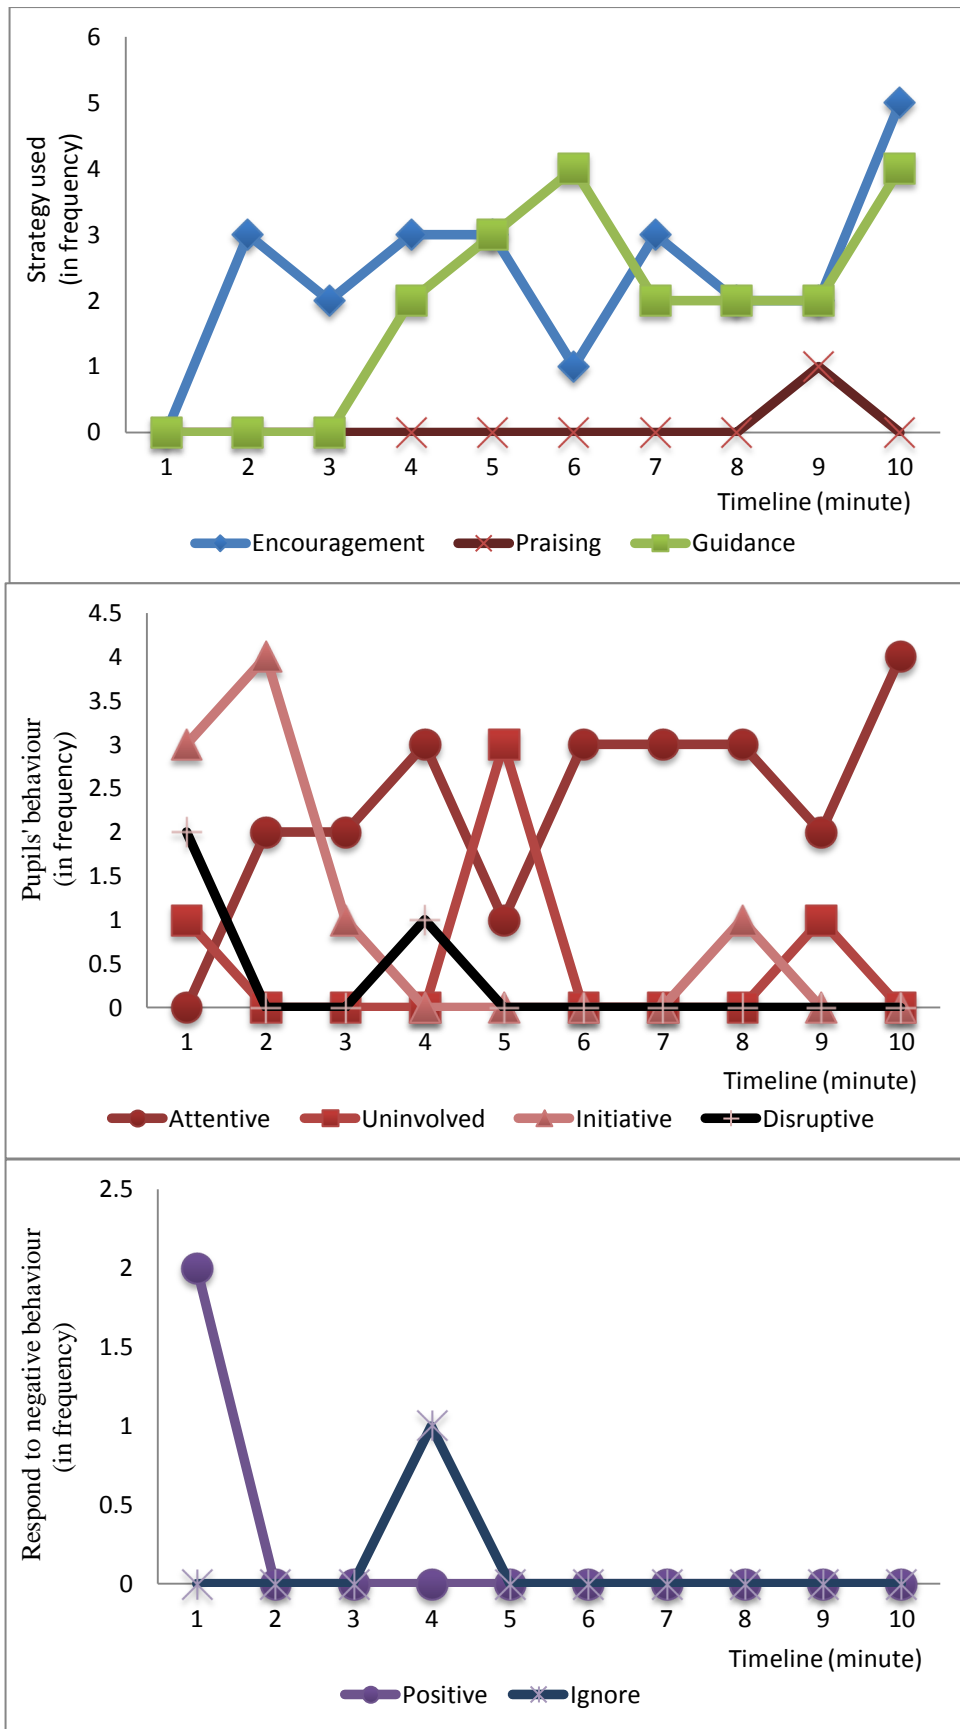 6
5
4
3
2
1
0
Strategy used
(in frequency)
1 2 3 4 5 6 7 8 9 10
Timeline (minute)
Encouragement Praising Guidance
4.5
4
3.5
3
2.5
2
1.5
1
0.5
0
Pupils' behaviour
(in frequency)
1 2 3 4 5 6 7 8 9 10
Timeline (minute)
Attentive Uninvolved Initiative Disruptive
2.5
2
1.5
1
0.5
0
Respond to negative behaviour
(in frequency)
1 2 3 4 5 6 7 8 9 10
Timeline (minute)
Positive Ignore